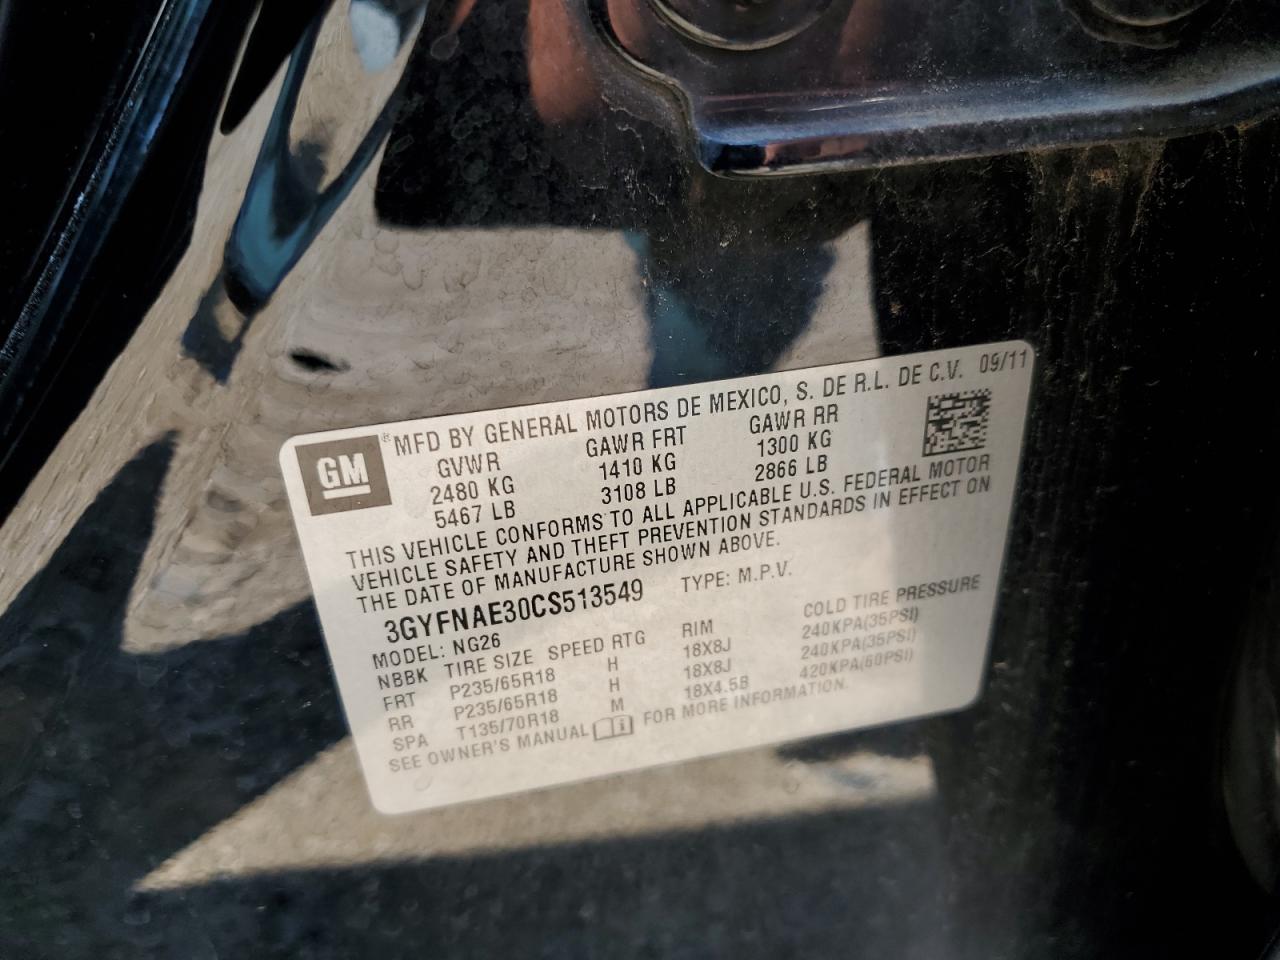 GM ® MFD BY GENERAL MOTORS DE MEXICO, S. DE R.L. DE C.V. 09/11
GVWR GAWR FRT GAWR RR
2480 KG 1410 KG 1300 KG
5467 LB 3108 LB 2866 LB
THIS VEHICLE CONFORMS TO ALL APPLICABLE U.S. FEDERAL MOTOR
VEHICLE SAFETY AND THEFT PREVENTION STANDARDS IN EFFECT ON
THE DATE OF MANUFACTURE SHOWN ABOVE.
3GYFNAE30CS513549 TYPE: M.P.V.
MODEL: NG26
NBBK TIRE SIZE SPEED RTG RIM COLD TIRE PRESSURE
FRT P235/65R18 H 18X8J 240KPA(35PSI)
RR P235/65R18 H 18X8J 240KPA(35PSI)
SPA T135/70R18 M 18X4.5B 420KPA(60PSI)
SEE OWNER'S MANUAL FOR MORE INFORMATION.